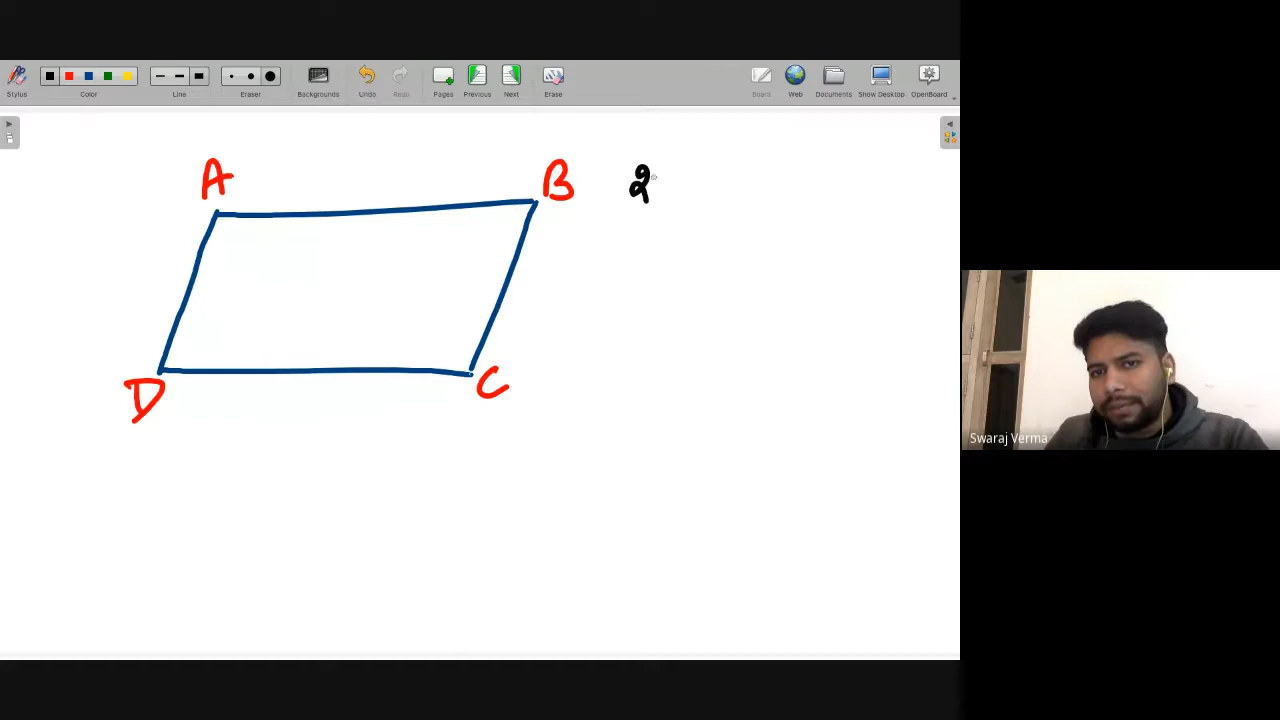 Stylus
Color
Line
Eraser
Backgrounds
Undo
Redo
Pages
Previous
Next
Erase
Board
Web
Documents
Show Desktop
OpenBoard
A
B
D
C
Swaraj Verma